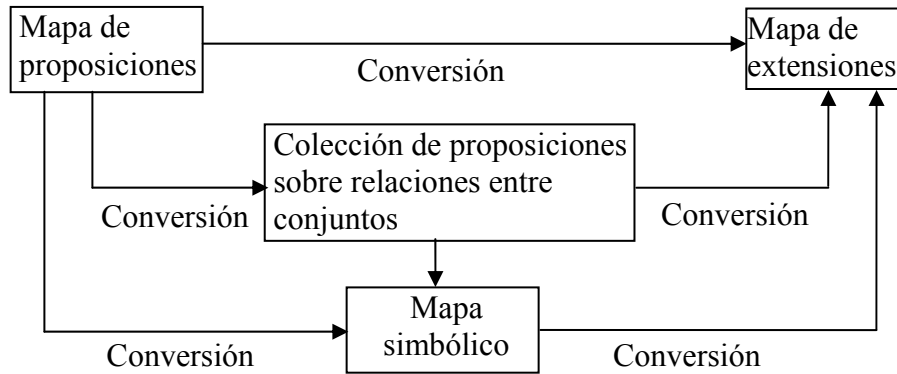 Mapa de
proposiciones
Mapa de
extensiones
Conversión
Colección de proposiciones
sobre relaciones entre
conjuntos
Conversión
Conversión
Mapa
simbólico
Conversión
Conversión